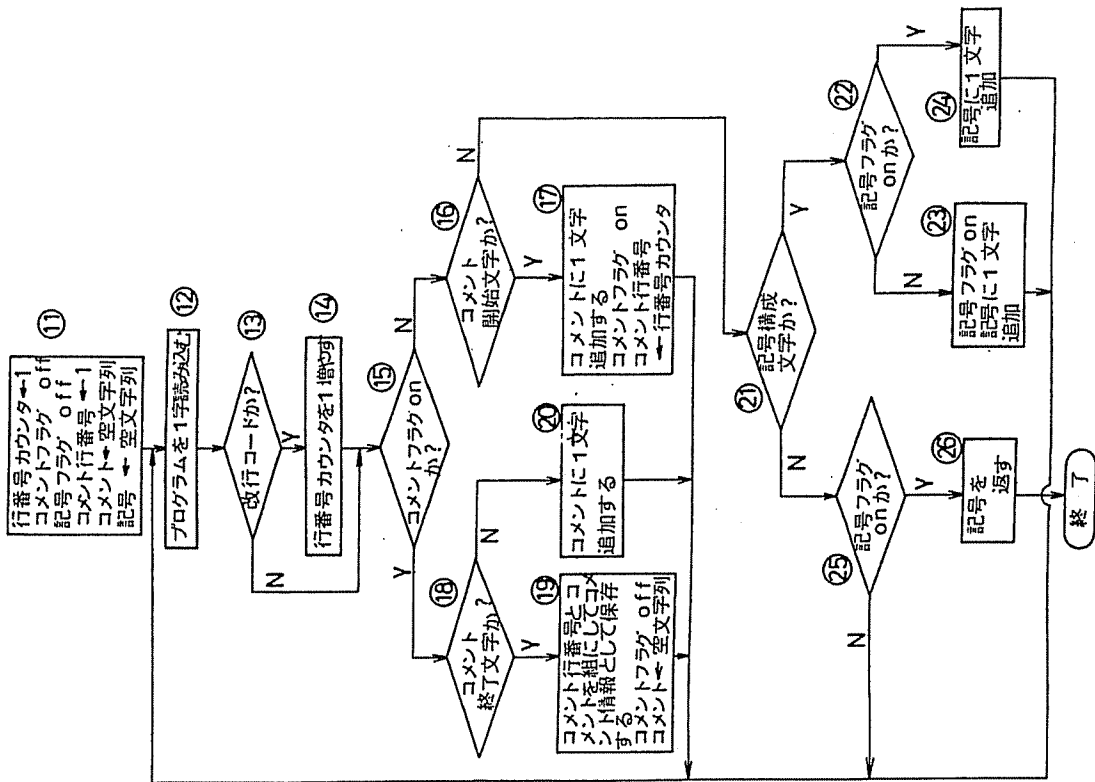 ⑪
行番号カウンタ←1
コメントフラグ off
記号フラグ off
コメント行番号←1
コメント←空文字列
記号 ← 空文字列
⑫
プログラムを1字読み込む
⑬
改行コードか?
N
Y
⑭
行番号カウンタを1増やす
⑮
コメントフラグon
か?
Y
N
⑯
コメント
開始文字か?
N
Y
⑰
コメントに1文字
追加する
コメントフラグ on
コメント行番号
←行番号カウンタ
⑱
コメント
終了文字か?
N
Y
⑲
コメント行番号とコ
メントを組にしてコメ
ント情報として保存
する
コメントフラグ off
コメント←空文字列
⑳
コメントに1文字
追加する
㉑
記号構成
文字か?
N
Y
㉒
記号フラグ
onか?
N
Y
㉓
記号フラグon
記号に1文字
追加
㉔
記号に1文字
追加
㉕
記号フラグ
onか?
N
Y
㉖
記号を
返す
終了